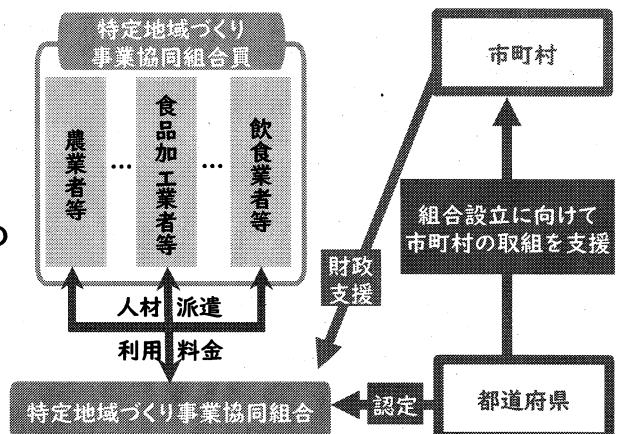 特定地域づくり
事業協同組合員
農業者等
…
食品加工業者等
…
飲食業者等
の
人材派遣
利用料金
特定地域づくり事業協同組合
市町村
財政
支援
組合設立に向けて
市町村の取組を支援
認定
都道府県